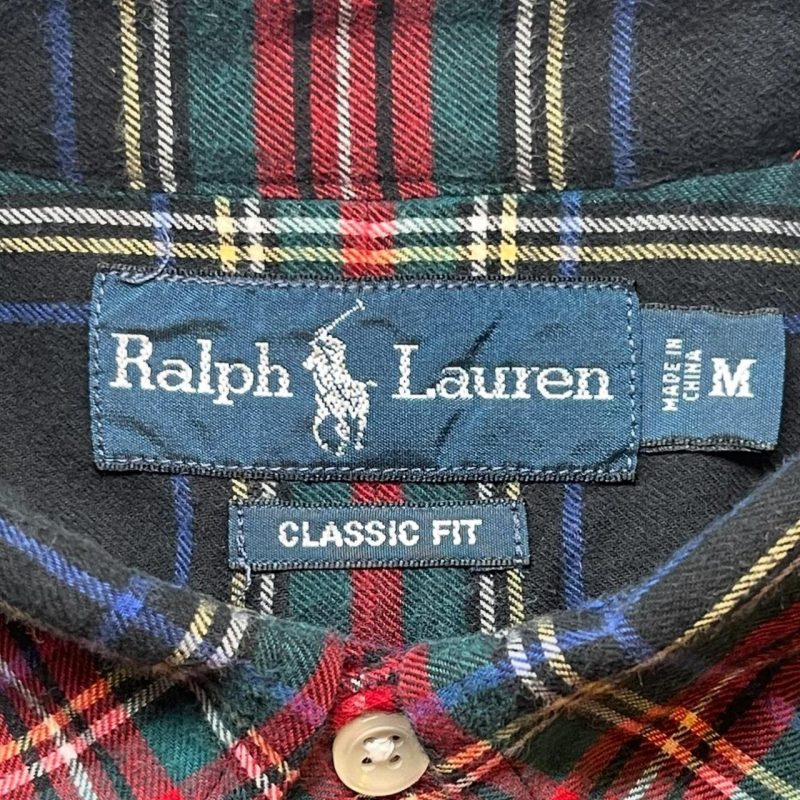 Ralph Lauren
MADE IN
CHINA
M
CLASSIC FIT